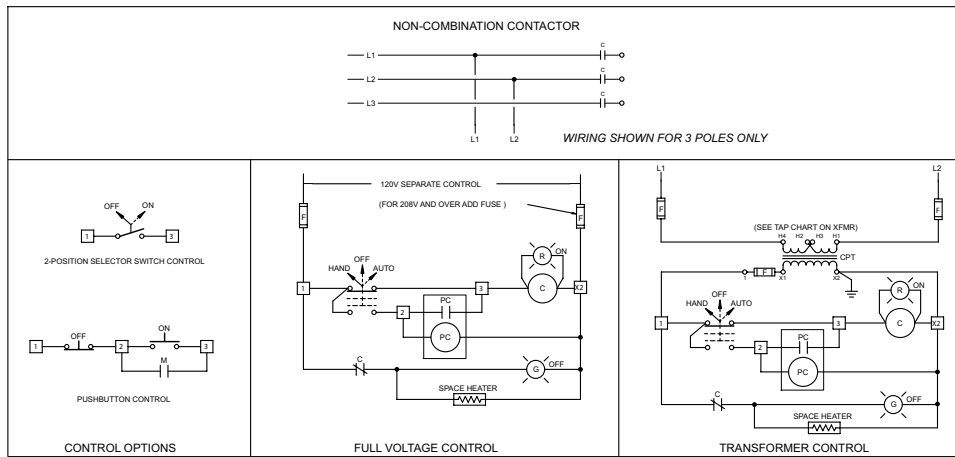 NON-COMBINATION CONTACTOR
L1
C
L2
C
L3
C
L1
L2
WIRING SHOWN FOR 3 POLES ONLY
OFF
ON
1
3
2-POSITION SELECTOR SWITCH CONTROL
OFF
ON
1
2
3
M
PUSHBUTTON CONTROL
CONTROL OPTIONS
120V SEPARATE CONTROL
(FOR 208V AND OVER ADD FUSE )
F
F
R
ON
OFF
HAND
AUTO
1
3
C
X2
2
PC
PC
C
G
OFF
SPACE HEATER
FULL VOLTAGE CONTROL
L1
L2
F
F
(SEE TAP CHART ON XFMR)
H4
H2
H3
H1
CPT
1
F
X1
X2
R
ON
OFF
HAND
AUTO
1
3
C
X2
2
PC
PC
C
G
OFF
SPACE HEATER
TRANSFORMER CONTROL